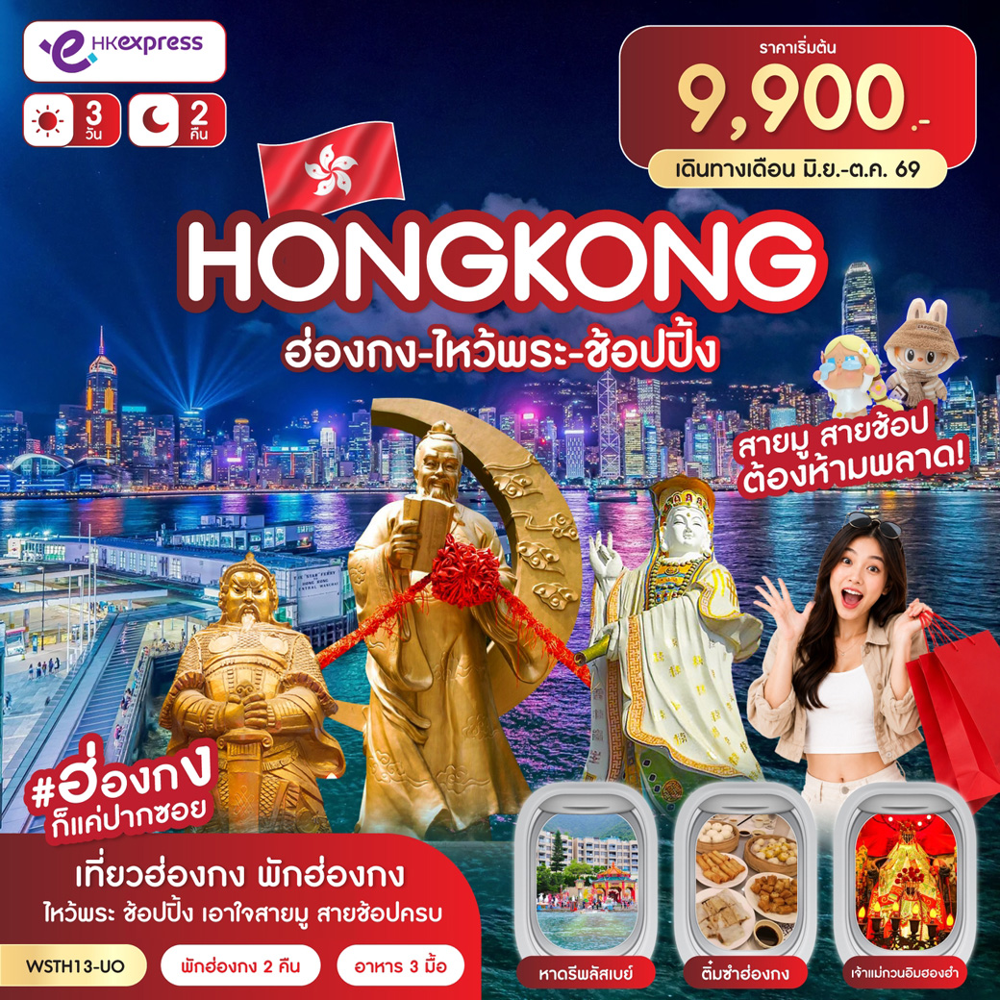 HKexpress
3
วัน
2
คืน
ราคาเริ่มต้น
9,900.-
เดินทางเดือน มิ.ย.-ต.ค. 69
HONGKONG
ฮ่องกง-ไหว้พระ-ช้อปปิ้ง
สายมู สายช้อป
ต้องห้ามพลาด!
THE STAR FERRY
HONG KONG
#ฮ่องกง
ก็แค่ปากซอย
เที่ยวฮ่องกง พักฮ่องกง
ไหว้พระ ช้อปปิ้ง เอาใจสายมู สายช้อปครบ
WSTH13-UO
พักฮ่องกง 2 คืน
อาหาร 3 มื้อ
หาดรีพลัสเบย์
ติ๋มซำฮ่องกง
เจ้าแม่กวนอิมฮองฮำ